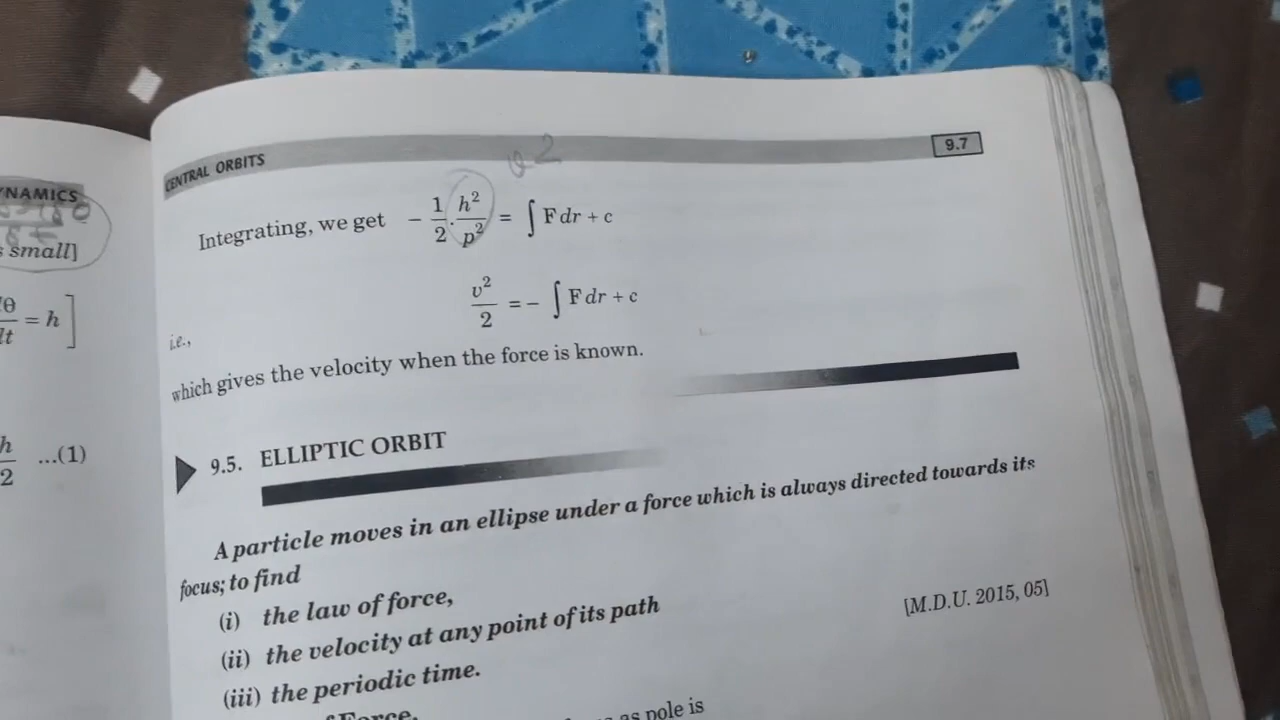 NAMICS
s small]
θ
= h ]
dt
h
2 ...(1)
CENTRAL ORBITS 9.7
Integrating, we get - 1/2 . h²/p² = ∫ F dr + c
i.e., v²/2 = - ∫ F dr + c
which gives the velocity when the force is known.
9.5. ELLIPTIC ORBIT
A particle moves in an ellipse under a force which is always directed towards its
focus; to find
(i) the law of force,
(ii) the velocity at any point of its path [M.D.U. 2015, 05]
(iii) the periodic time.
Force.
as pole is